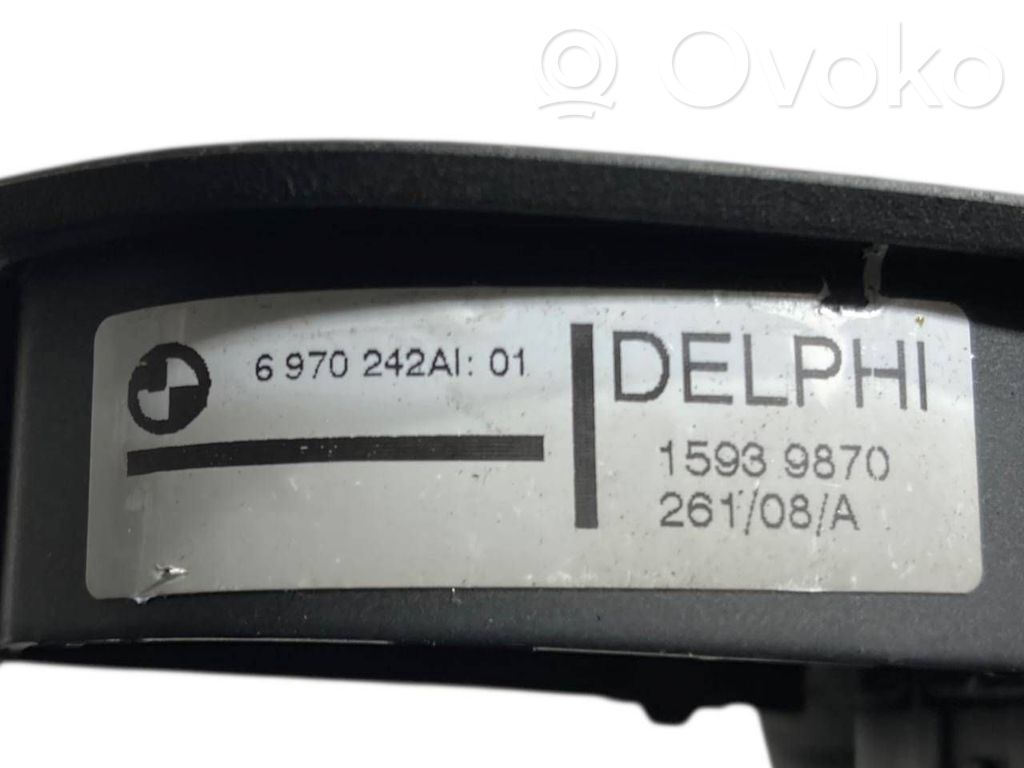 Ovoko
6 970 242AI: 01
DELPHI
1593 9870
261/08/A